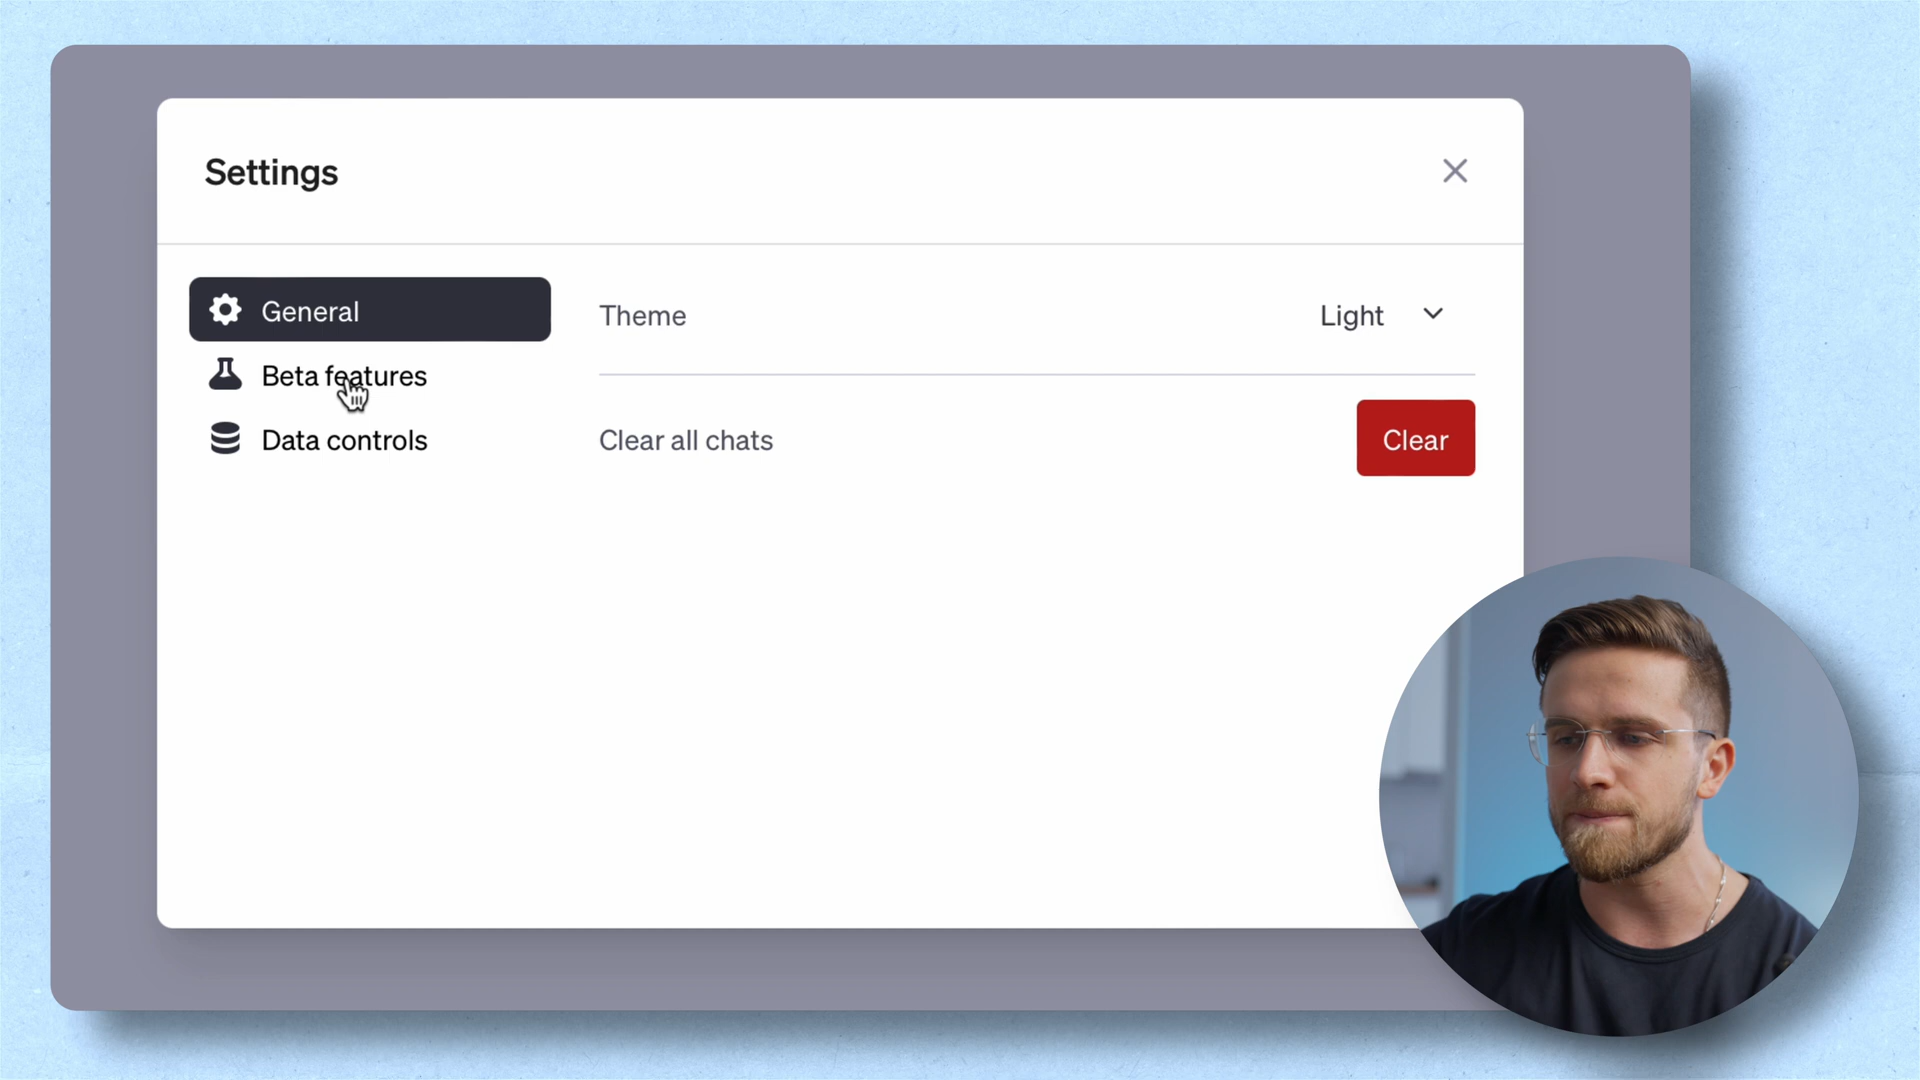 Settings
General
Theme
Light
Beta features
Data controls
Clear all chats
Clear